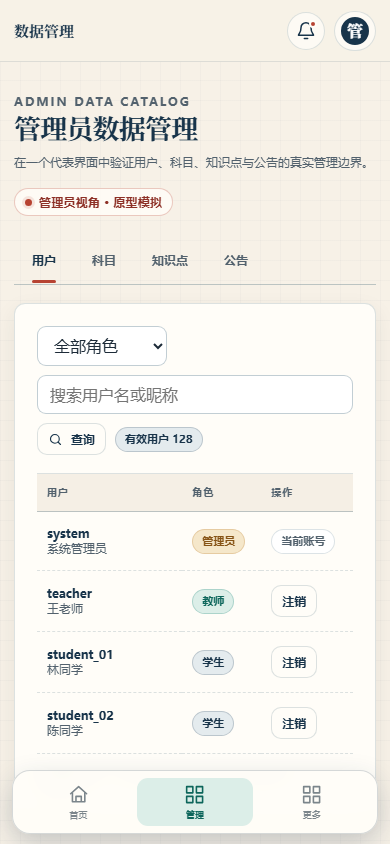 数据管理
管
ADMIN DATA CATALOG
管理员数据管理
在一个代表界面中验证用户、科目、知识点与公告的真实管理边界。
管理员视角・原型模拟
用户 科目 知识点 公告
全部角色
搜索用户名或昵称
查询 有效用户 128
用户 角色 操作
system
系统管理员
管理员 当前账号
teacher
王老师
教师 注销
student_01
林同学
学生 注销
student_02
陈同学
学生 注销
首页 管理 更多